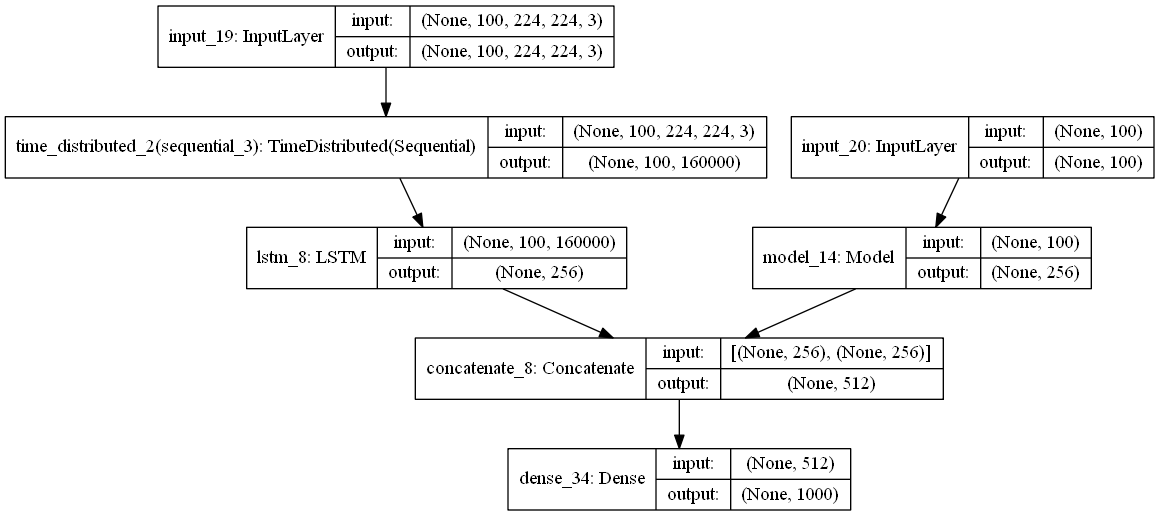 input_19: InputLayer
input: (None, 100, 224, 224, 3)
output: (None, 100, 224, 224, 3)
time_distributed_2(sequential_3): TimeDistributed(Sequential)
input: (None, 100, 224, 224, 3)
output: (None, 100, 160000)
input_20: InputLayer
input: (None, 100)
output: (None, 100)
lstm_8: LSTM
input: (None, 100, 160000)
output: (None, 256)
model_14: Model
input: (None, 100)
output: (None, 256)
concatenate_8: Concatenate
input: [(None, 256), (None, 256)]
output: (None, 512)
dense_34: Dense
input: (None, 512)
output: (None, 1000)